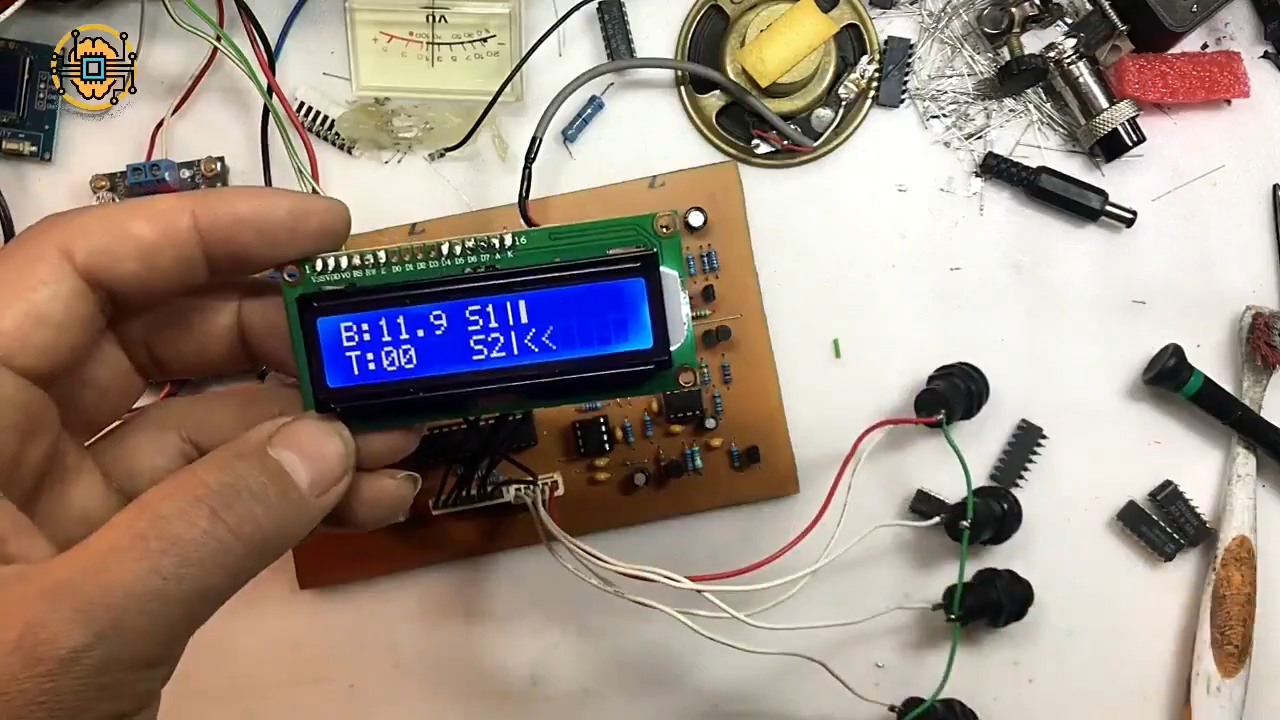 VU
1
16
VSS VDD VO RS RW E D0 D1 D2 D3 D4 D5 D6 D7 A K
B:11.9 S1|
T:00 S2|<<